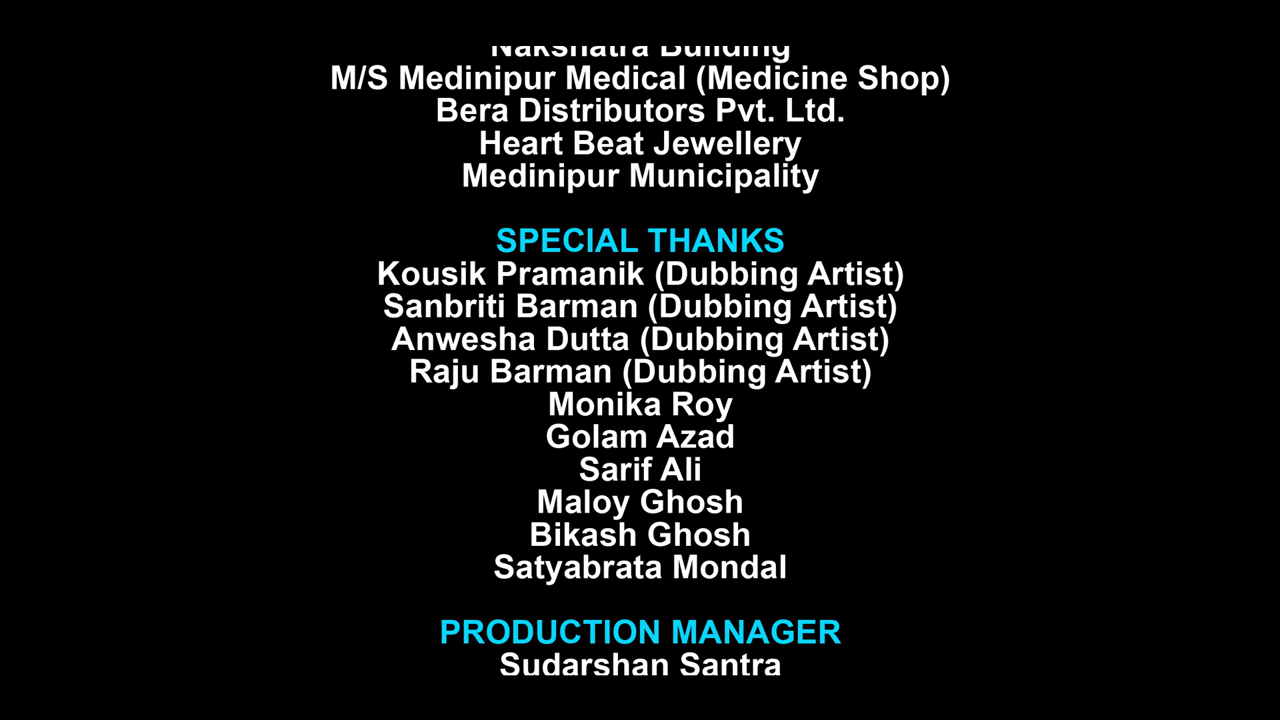 Nakshatra Building
M/S Medinipur Medical (Medicine Shop)
Bera Distributors Pvt. Ltd.
Heart Beat Jewellery
Medinipur Municipality
SPECIAL THANKS
Kousik Pramanik (Dubbing Artist)
Sanbriti Barman (Dubbing Artist)
Anwesha Dutta (Dubbing Artist)
Raju Barman (Dubbing Artist)
Monika Roy
Golam Azad
Sarif Ali
Maloy Ghosh
Bikash Ghosh
Satyabrata Mondal
PRODUCTION MANAGER
Sudarshan Santra